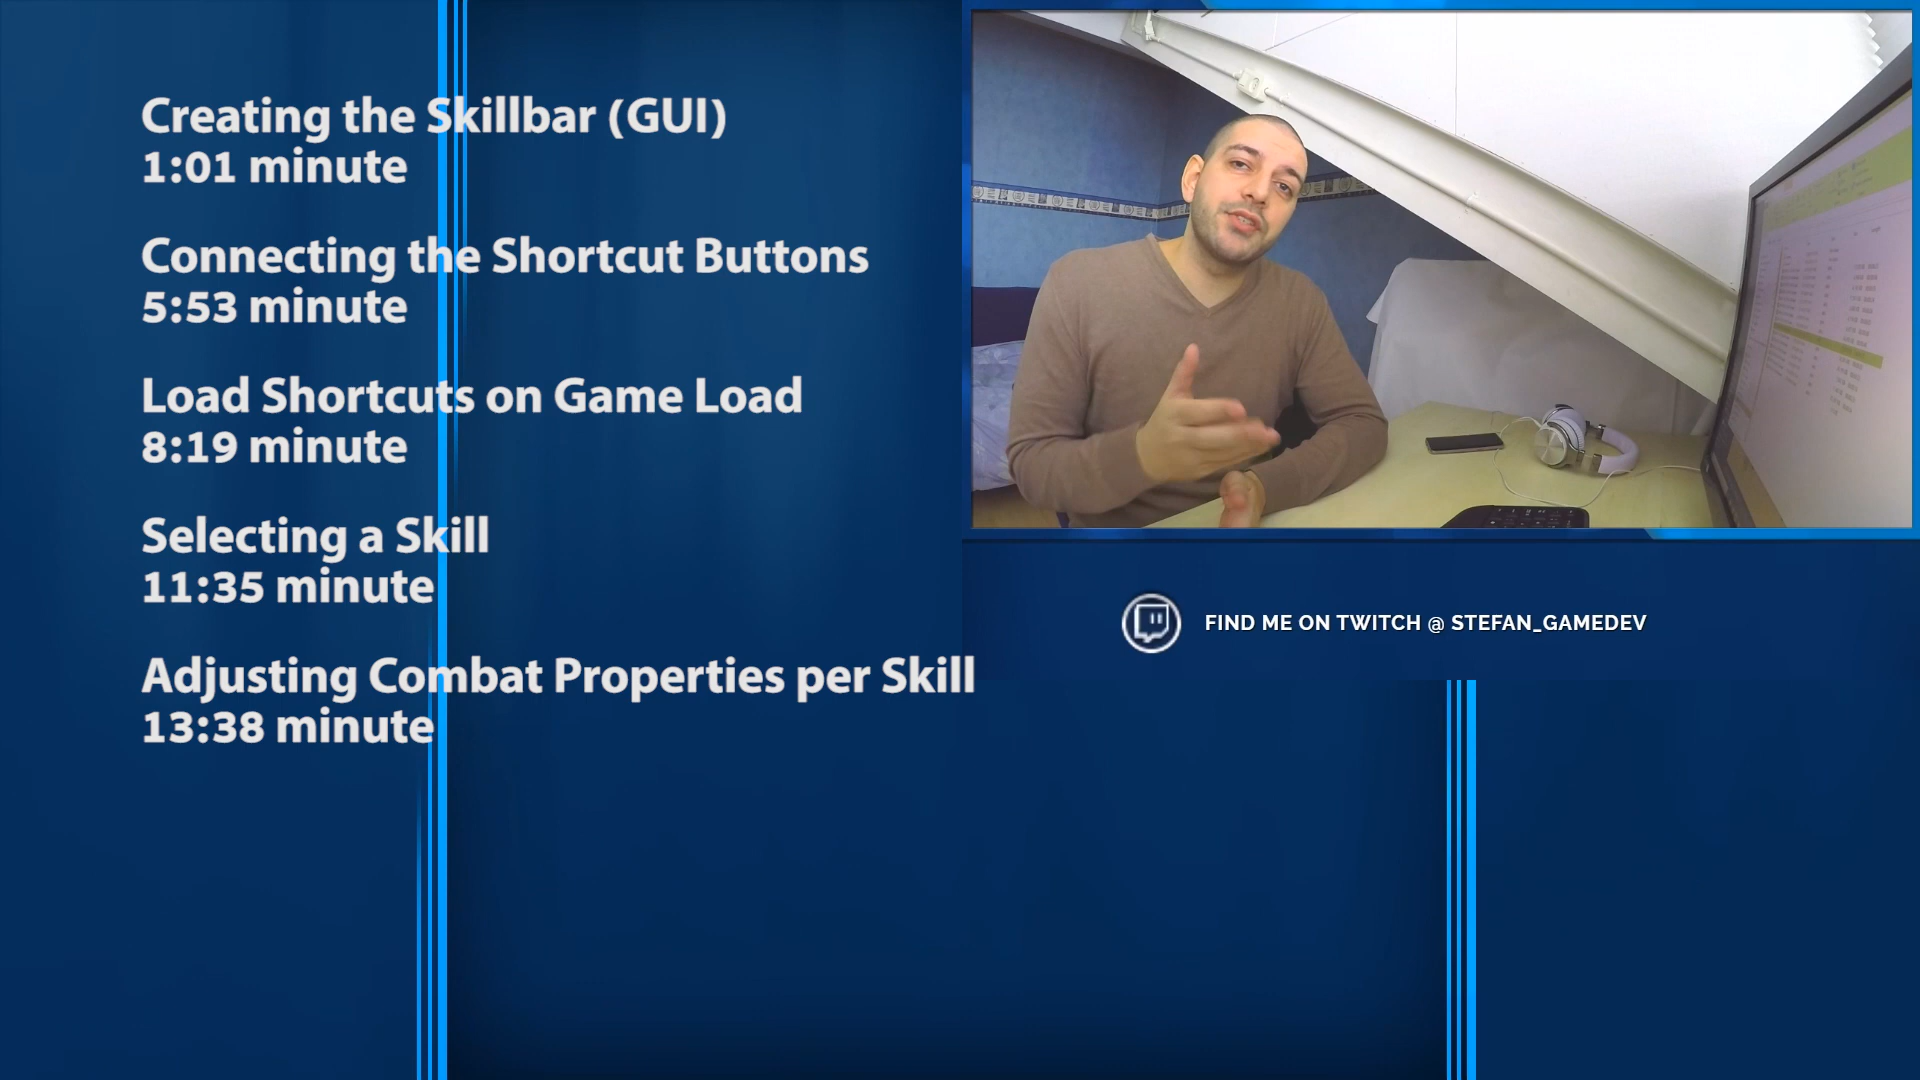 Creating the Skillbar (GUI)
1:01 minute
Connecting the Shortcut Buttons
5:53 minute
Load Shortcuts on Game Load
8:19 minute
Selecting a Skill
11:35 minute
Adjusting Combat Properties per Skill
13:38 minute
FIND ME ON TWITCH @ STEFAN_GAMEDEV